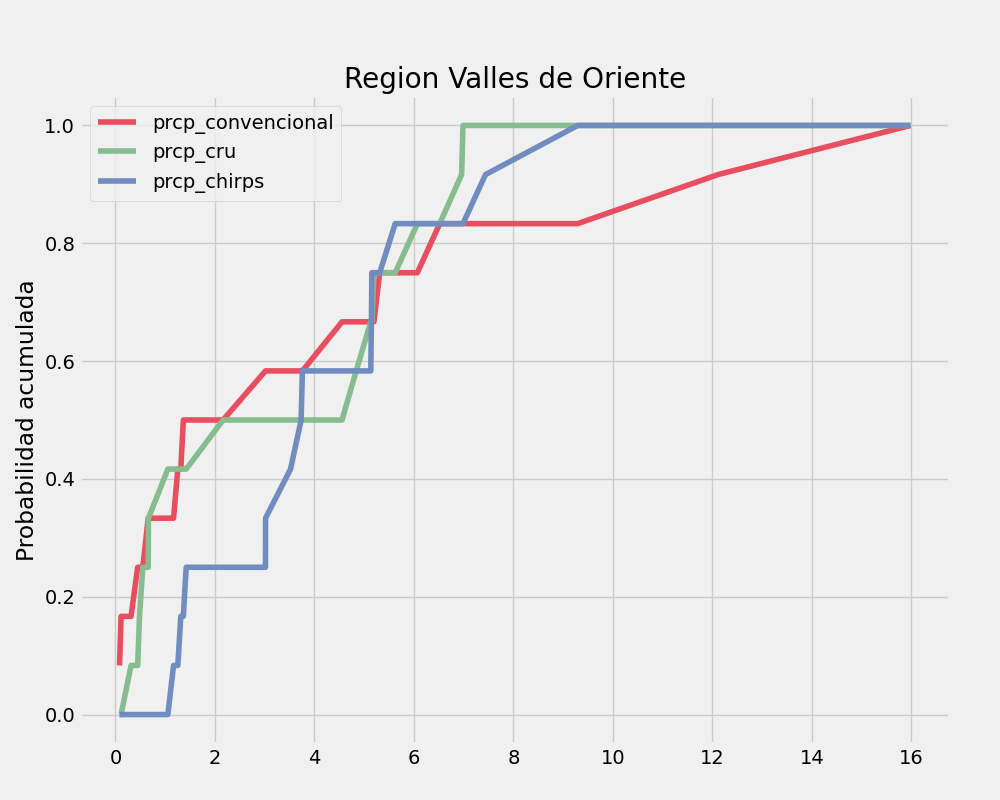 Region Valles de Oriente
prcp_convencional
prcp_cru
prcp_chirps
Probabilidad acumulada
1.0
0.8
0.6
0.4
0.2
0.0
0 2 4 6 8 10 12 14 16